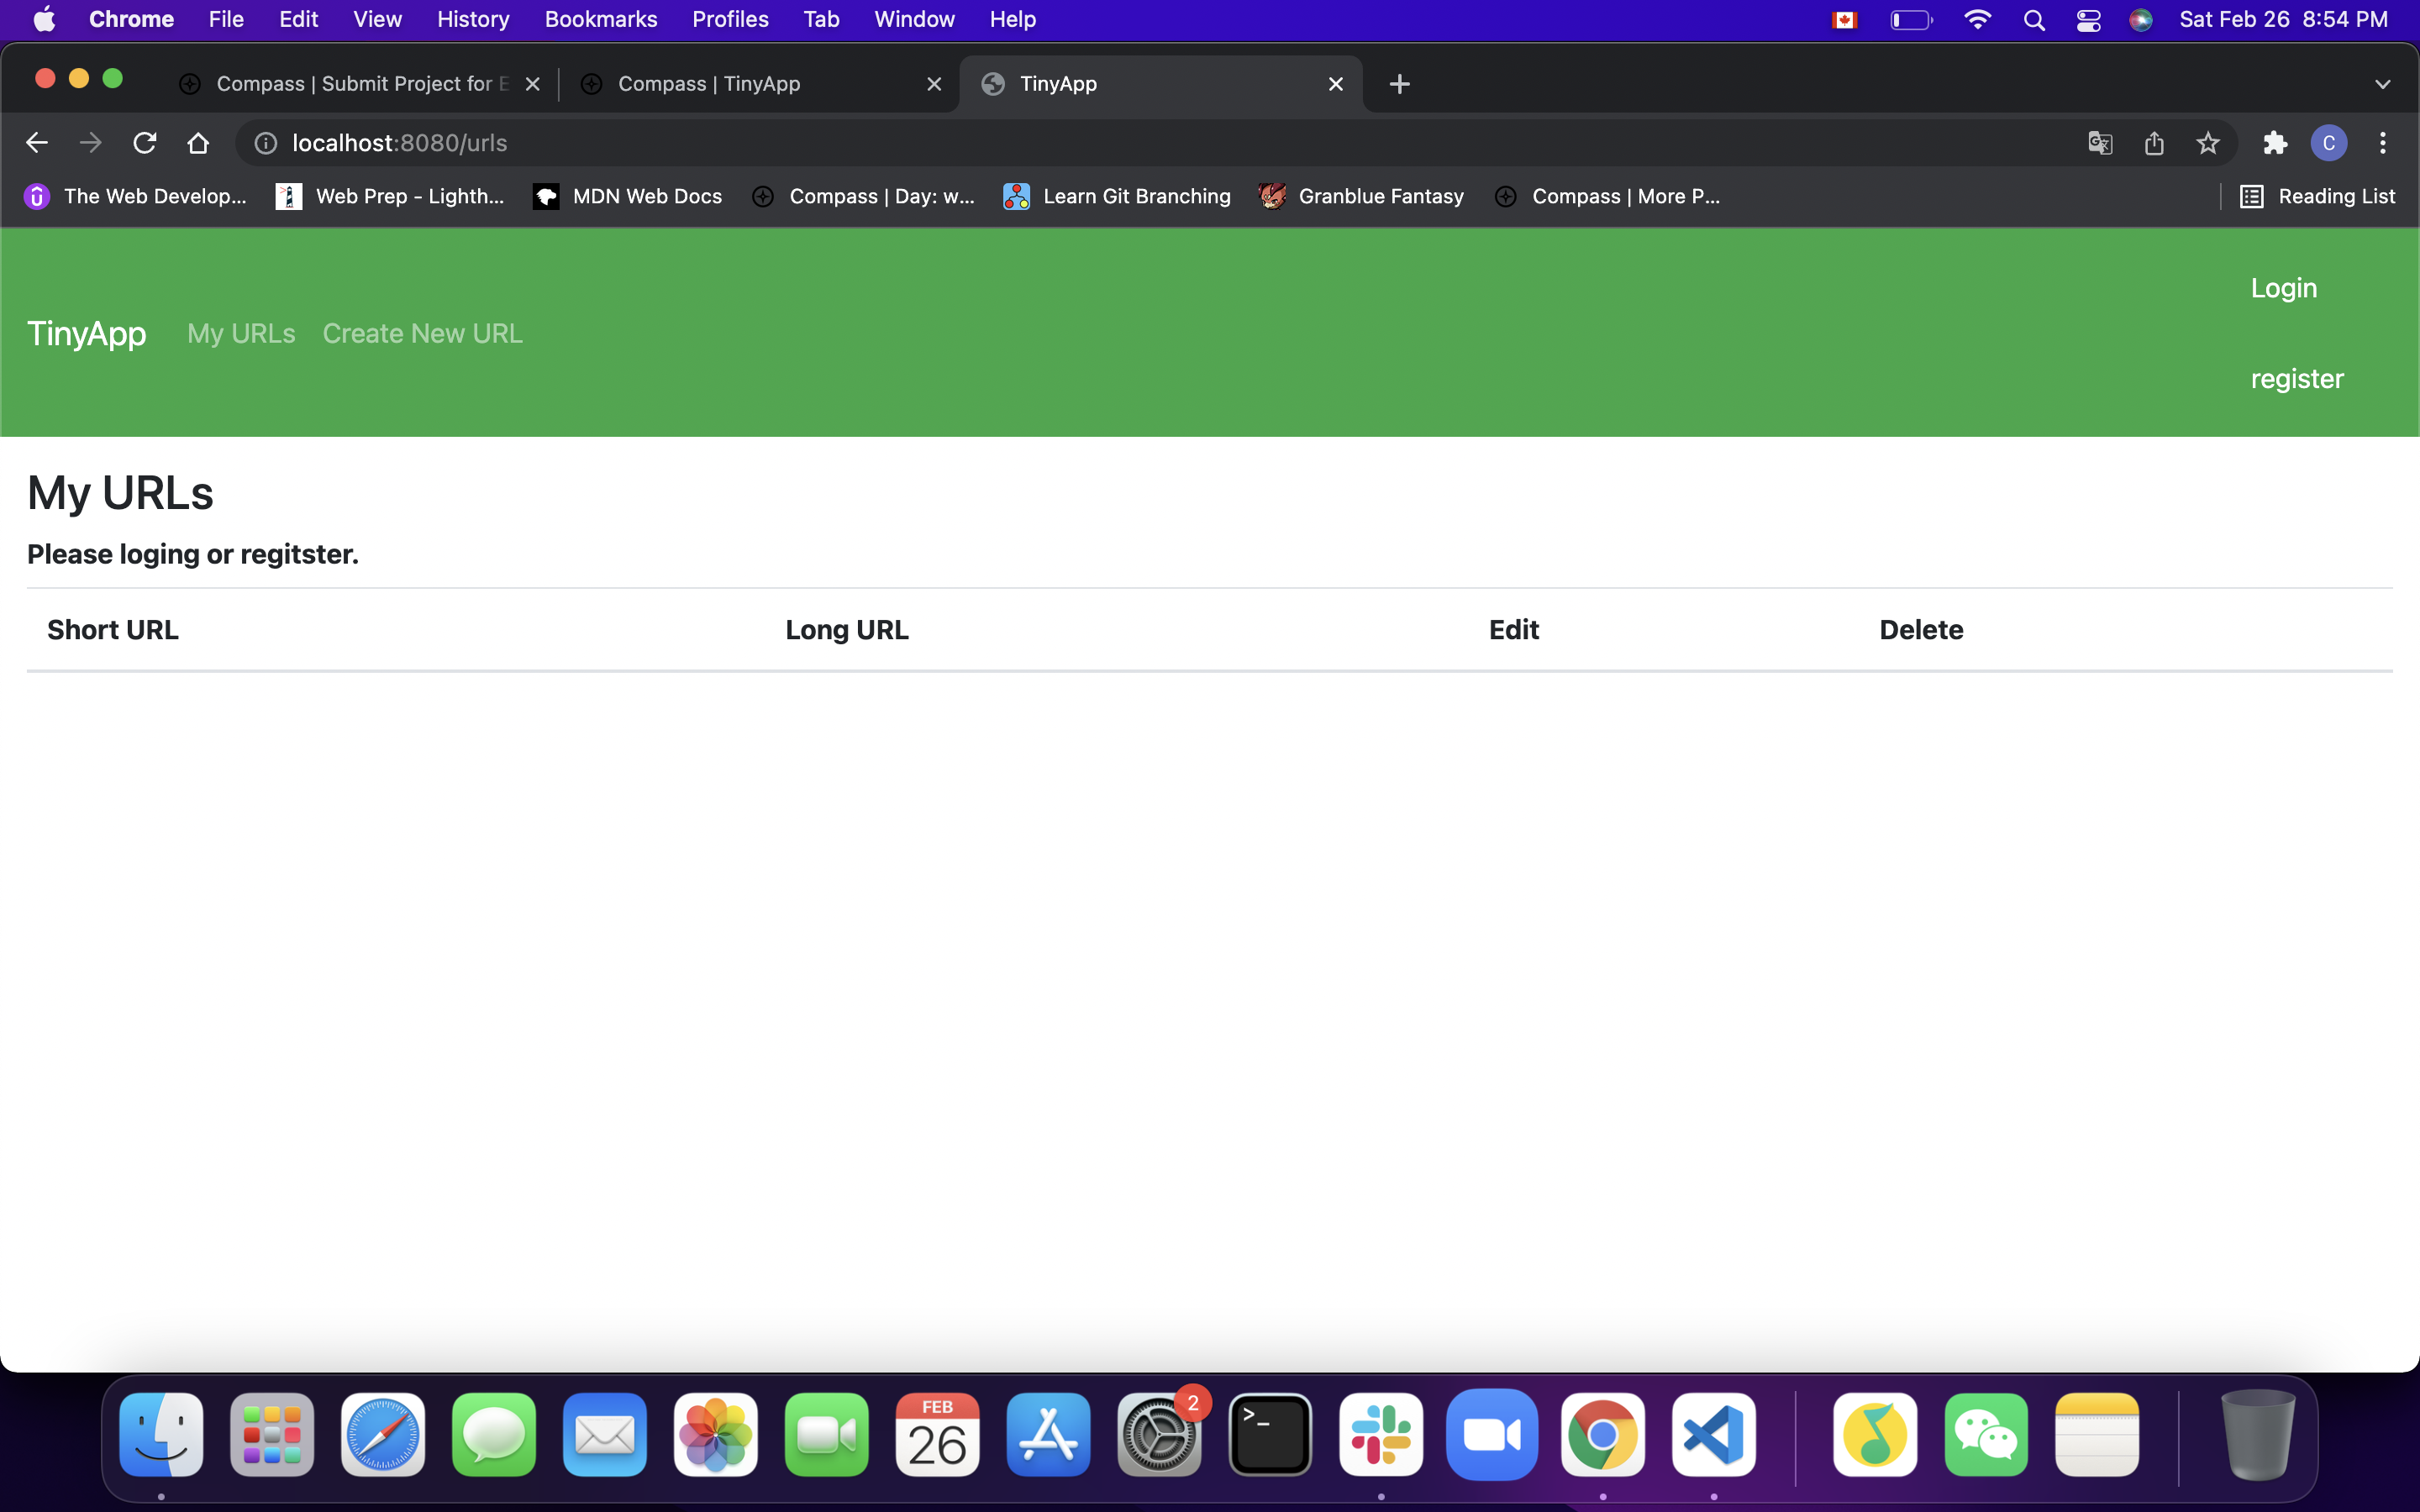 Chrome File Edit View History Bookmarks Profiles Tab Window Help Sat Feb 26 8:54 PM
Compass | Submit Project for E Compass | TinyApp TinyApp
localhost:8080/urls C
The Web Develop... Web Prep - Lighth... MDN Web Docs Compass | Day: w... Learn Git Branching Granblue Fantasy Compass | More P... Reading List
Login
TinyApp My URLs Create New URL
register
My URLs
Please loging or regitster.
Short URL Long URL Edit Delete
FEB 2
26